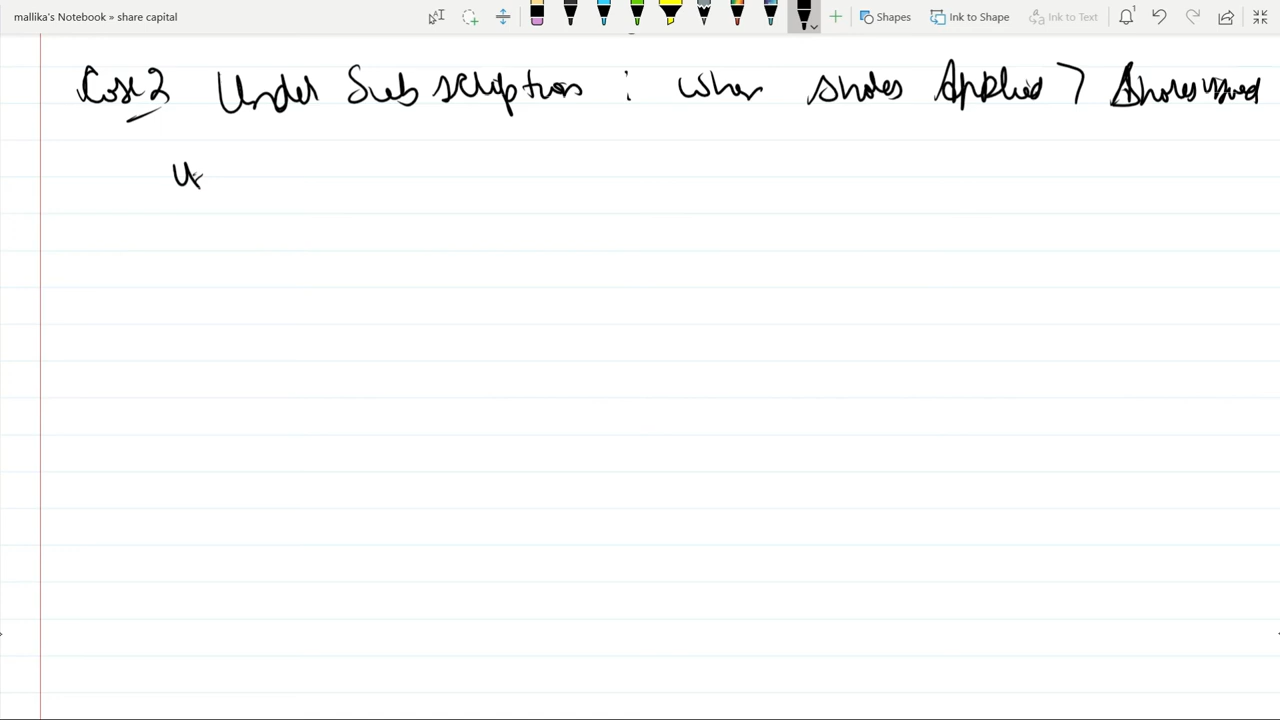 mallika's Notebook » share capital
Shapes Ink to Shape Ink to Text 1
Case 2 Under Subscription : when shares Applied > Shares issued